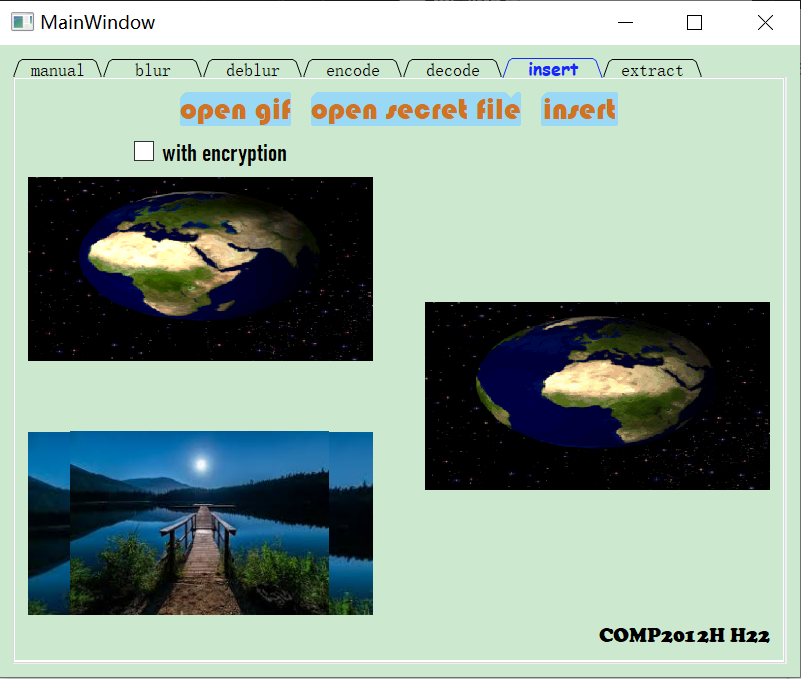 MainWindow
manual blur deblur encode decode insert extract
open gif open secret file insert
with encryption
COMP2012H H22